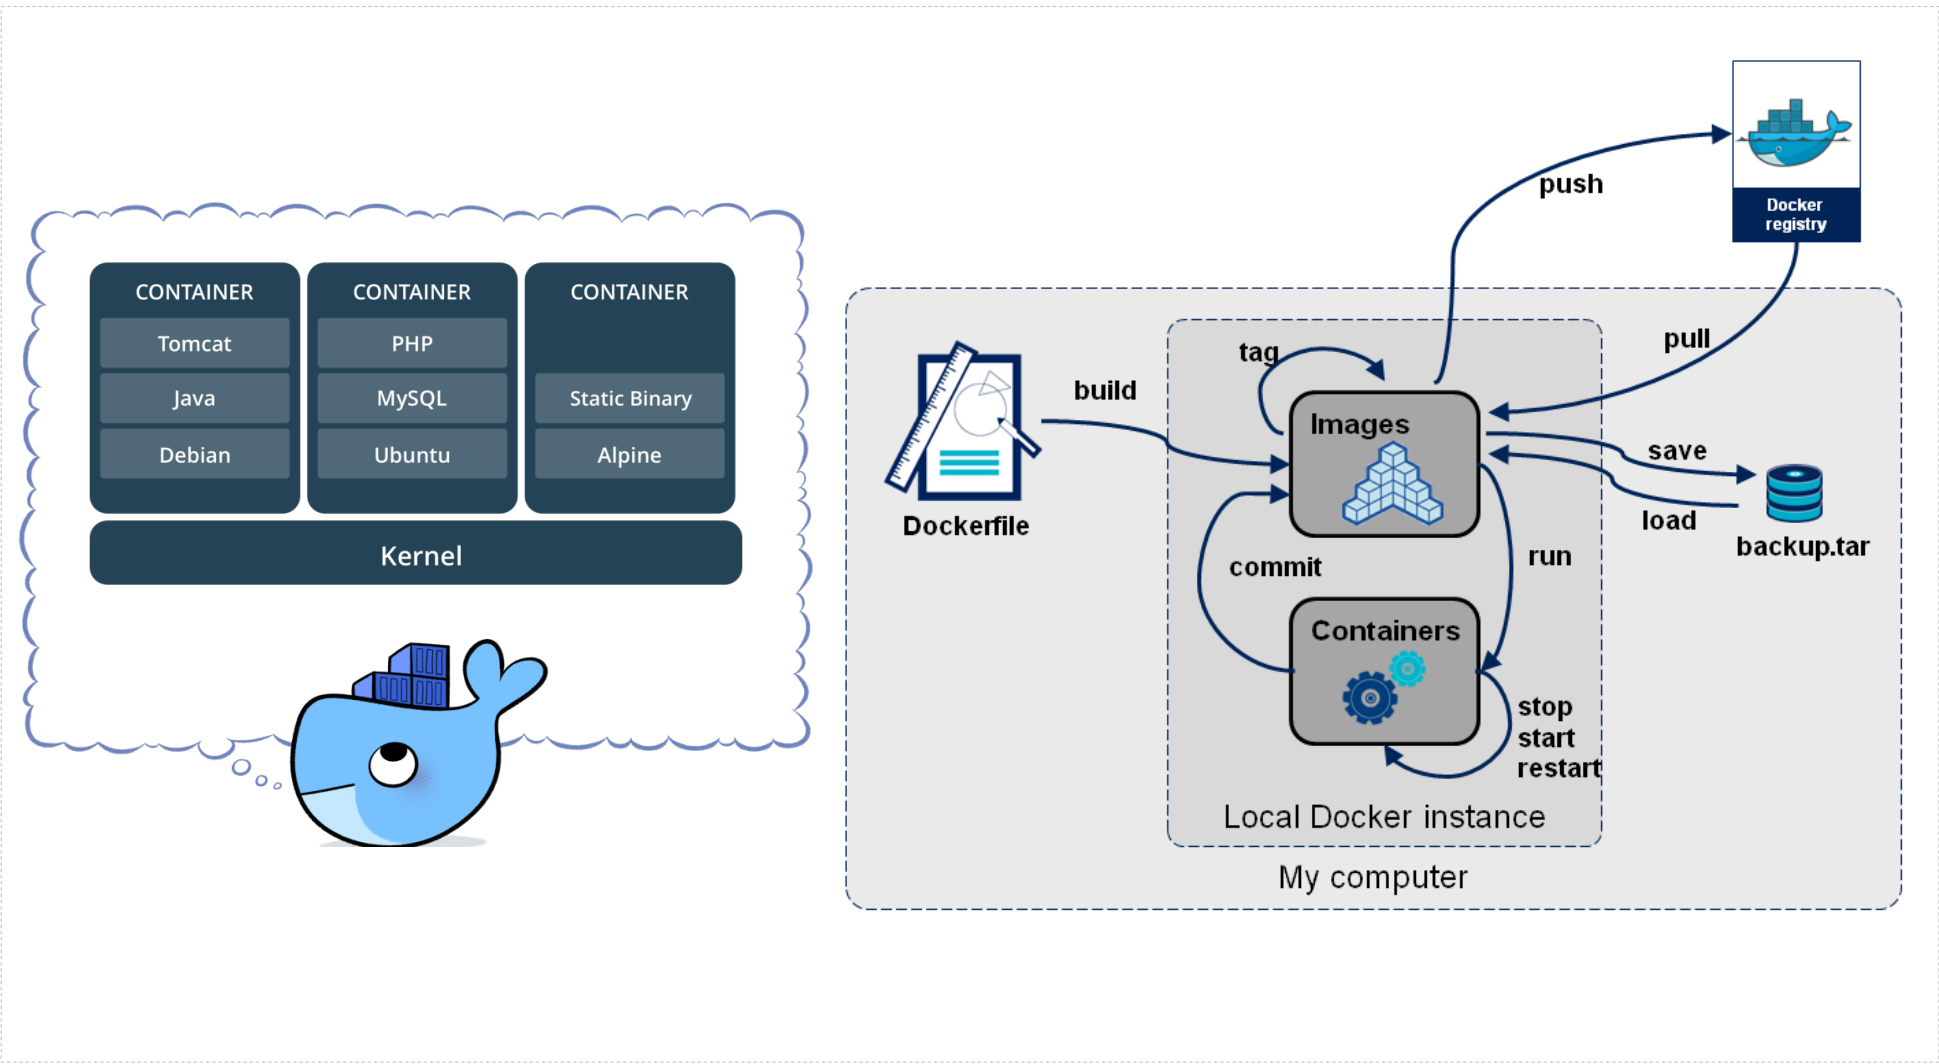 CONTAINER
Tomcat
Java
Debian
CONTAINER
PHP
MySQL
Ubuntu
CONTAINER
Static Binary
Alpine
Kernel
Docker
registry
push
pull
tag
build
Images
save
load
backup.tar
Dockerfile
commit
run
Containers
stop
start
restart
Local Docker instance
My computer